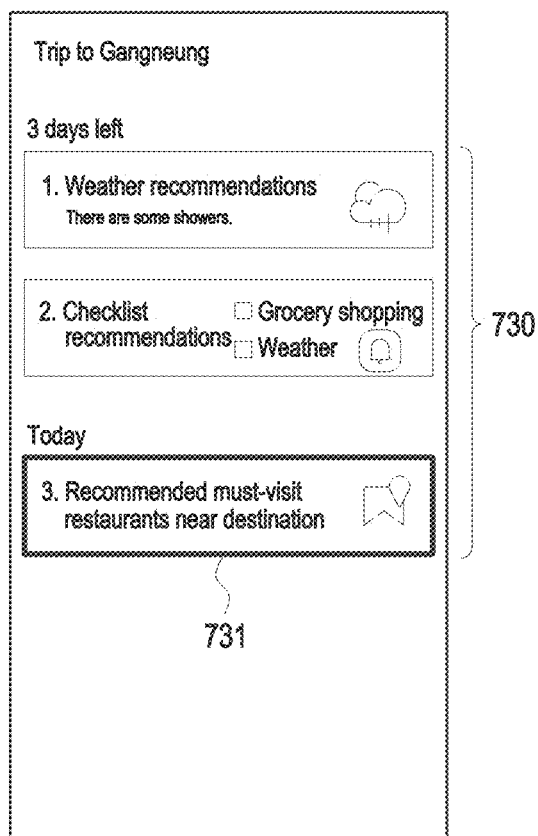 Trip to Gangneung
3 days left
1. Weather recommendations
There are some showers.
2. Checklist
recommendations
Grocery shopping
Weather
730
Today
3. Recommended must-visit
restaurants near destination
731